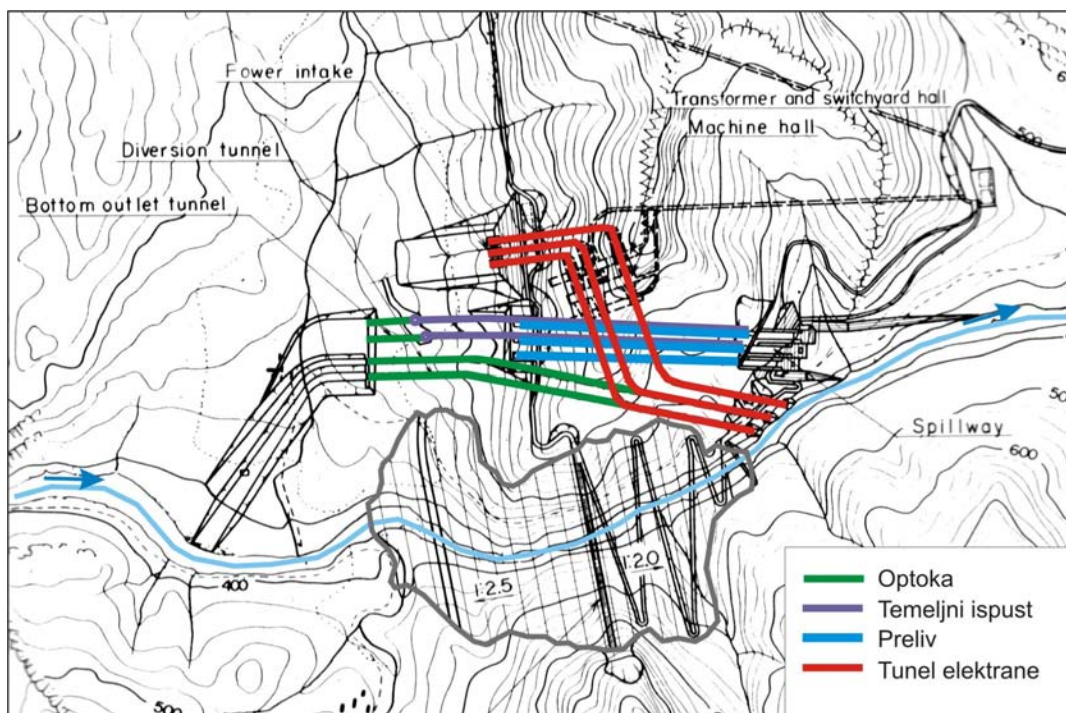 Fower intake
Transformer and switchyard hall
Machine hall
500
Diversion tunnel
Bottom outlet tunnel
Spillway
600
400
1:2.5
1:2.0
500
Optoka
Temeljni ispust
Preliv
Tunel elektrane